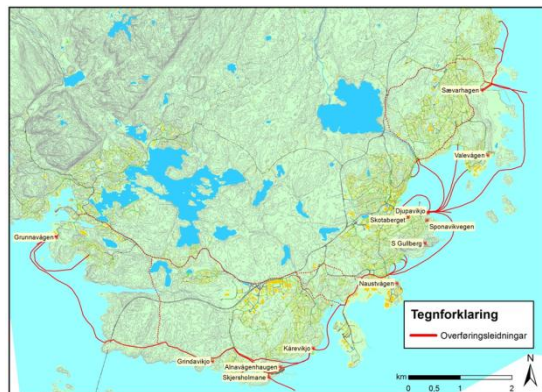 Sævarhagen
Valevågen
Djupavikjo
Skotaberget
Sponavikvegen
S Gullberg
Grunnavågen
Naustvågen
Kårevikjo
Grindavikjo
Alnavågenhaugen
Skjersholmane
Tegnforklaring
Overføringsleidningar
km
0 0,5 1 2
N